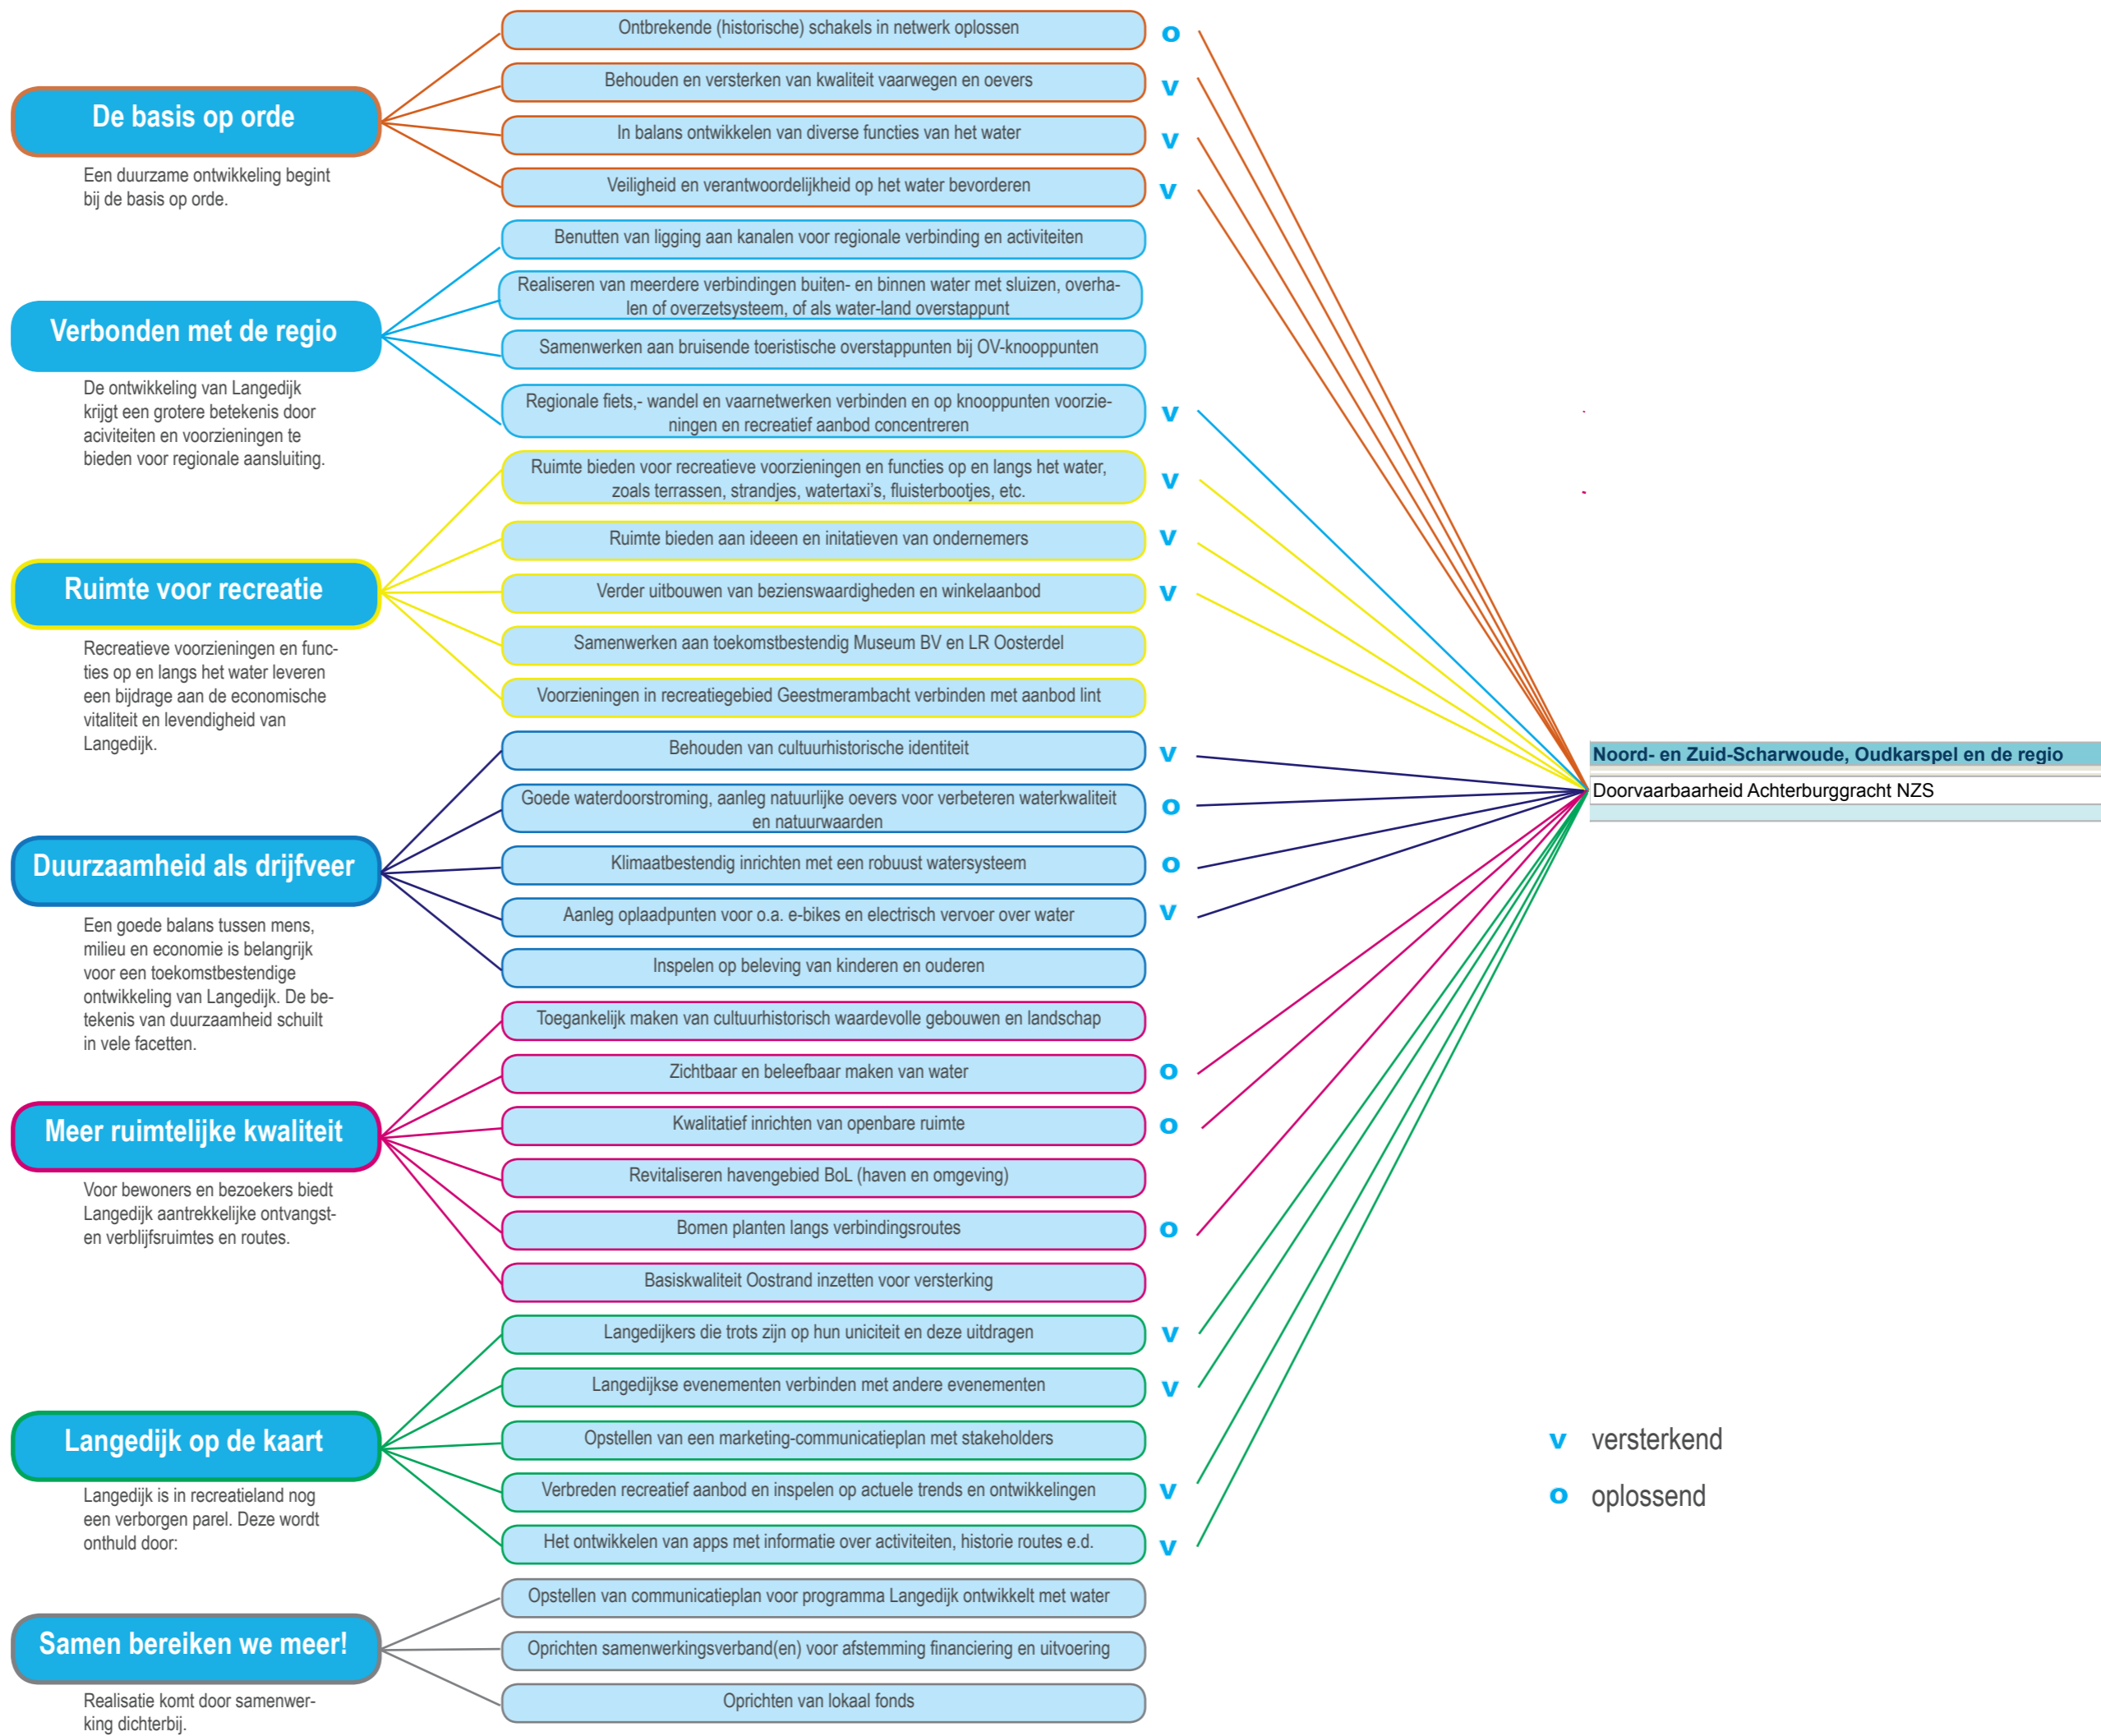 Ontbrekende (historische) schakels in netwerk oplossen
o
Behouden en versterken van kwaliteit vaarwegen en oevers
v
De basis op orde
In balans ontwikkelen van diverse functies van het water
v
Een duurzame ontwikkeling begint
bij de basis op orde.
Veiligheid en verantwoordelijkheid op het water bevorderen
v
Benutten van ligging aan kanalen voor regionale verbinding en activiteiten
Realiseren van meerdere verbindingen buiten- en binnen water met sluizen, overha-
len of overzetsysteem, of als water-land overstappunt
Verbonden met de regio
Samenwerken aan bruisende toeristische overstappunten bij OV-knooppunten
De ontwikkeling van Langedijk
krijgt een grotere betekenis door
aciviteiten en voorzieningen te
bieden voor regionale aansluiting.
Regionale fiets,- wandel en vaarnetwerken verbinden en op knooppunten voorzie-
ningen en recreatief aanbod concentreren
v
Ruimte bieden voor recreatieve voorzieningen en functies op en langs het water,
zoals terrassen, strandjes, watertaxi's, fluisterbootjes, etc.
v
Ruimte bieden aan ideeen en initatieven van ondernemers
v
Ruimte voor recreatie
Verder uitbouwen van bezienswaardigheden en winkelaanbod
v
Recreatieve voorzieningen en func-
ties op en langs het water leveren
een bijdrage aan de economische
vitaliteit en levendigheid van
Langedijk.
Samenwerken aan toekomstbestendig Museum BV en LR Oosterdel
Voorzieningen in recreatiegebied Geestmerambacht verbinden met aanbod lint
Behouden van cultuurhistorische identiteit
v
Noord- en Zuid-Scharwoude, Oudkarspel en de regio
Doorvaarbaarheid Achterburggracht NZS
Goede waterdoorstroming, aanleg natuurlijke oevers voor verbeteren waterkwaliteit
en natuurwaarden
o
Duurzaamheid als drijfveer
Klimaatbestendig inrichten met een robuust watersysteem
o
Aanleg oplaadpunten voor o.a. e-bikes en electrisch vervoer over water
v
Een goede balans tussen mens,
milieu en economie is belangrijk
voor een toekomstbestendige
ontwikkeling van Langedijk. De be-
tekenis van duurzaamheid schuilt
in vele facetten.
Inspelen op beleving van kinderen en ouderen
Toegankelijk maken van cultuurhistorisch waardevolle gebouwen en landschap
Zichtbaar en beleefbaar maken van water
o
Meer ruimtelijke kwaliteit
Kwalitatief inrichten van openbare ruimte
o
Voor bewoners en bezoekers biedt
Langedijk aantrekkelijke ontvangst-
en verblijfsruimtes en routes.
Revitaliseren havengebied BoL (haven en omgeving)
Bomen planten langs verbindingsroutes
o
Basiskwaliteit Oostrand inzetten voor versterking
Langedijkers die trots zijn op hun uniciteit en deze uitdragen
v
Langedijkse evenementen verbinden met andere evenementen
v
Langedijk op de kaart
Opstellen van een marketing-communicatieplan met stakeholders
Langedijk is in recreatieland nog
een verborgen parel. Deze wordt
onthuld door:
Verbreden recreatief aanbod en inspelen op actuele trends en ontwikkelingen
v
Het ontwikkelen van apps met informatie over activiteiten, historie routes e.d.
v
v versterkend
o oplossend
Opstellen van communicatieplan voor programma Langedijk ontwikkelt met water
Samen bereiken we meer!
Oprichten samenwerkingsverband(en) voor afstemming financiering en uitvoering
Realisatie komt door samenwer-
king dichterbij.
Oprichten van lokaal fonds